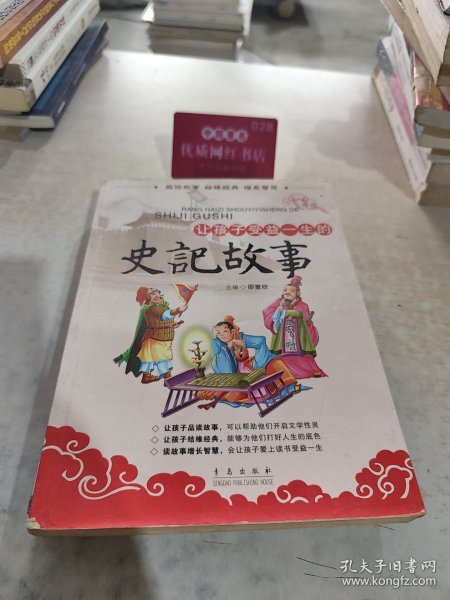 028
优质网红书店
RANG HAIZI SHOUYIYISHENG DE
SHIJI GUSHI
让孩子受益一生的
史記故事
主编
◇ 让孩子品读故事，可以帮助他们开启文学性灵
◇ 让孩子结缘经典，能够为他们打好人生的底色
◇ 读故事增长智慧，会让孩子爱上读书受益一生
青岛出版社
QINGDAO PUBLISHING HOUSE
孔夫子旧书网
www.kongfz.com